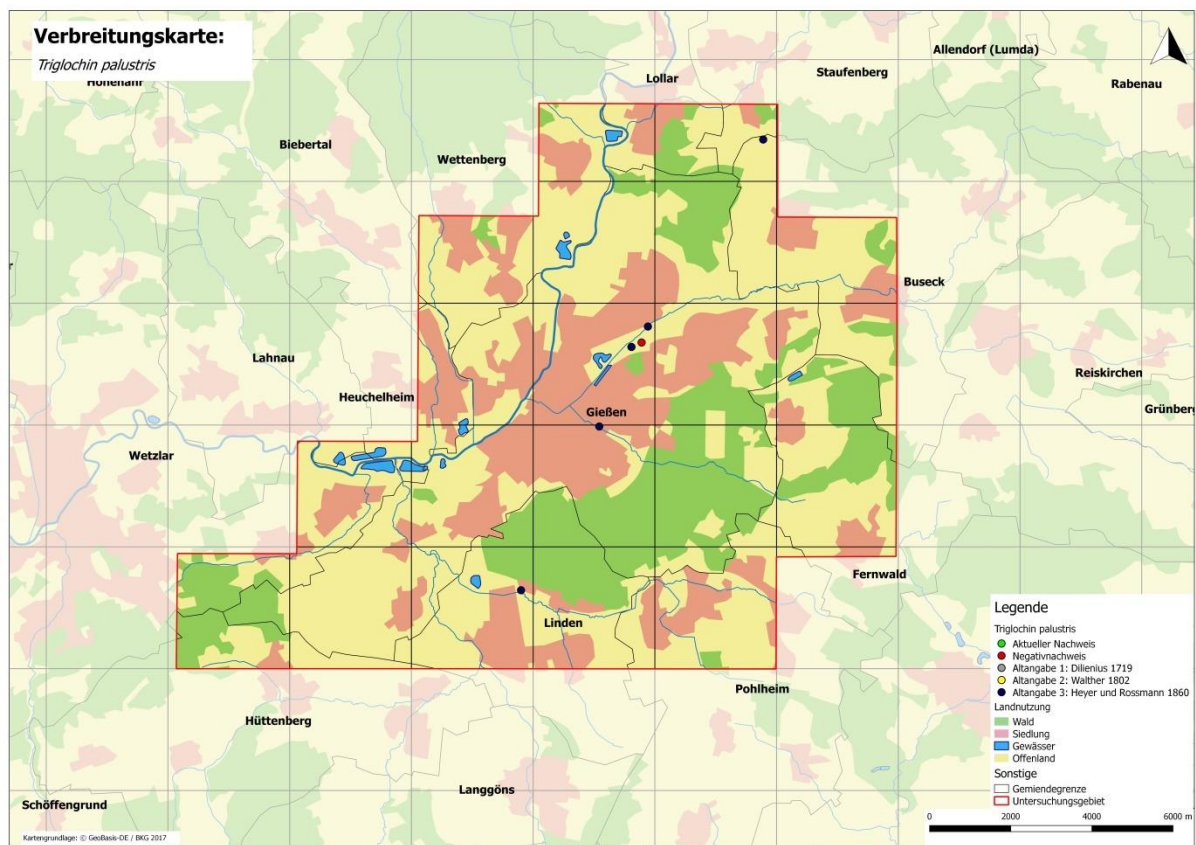 Verbreitungskarte:
Triglochin palustris
Hohenahr
Allendorf (Lumda)
Lollar
Staufenberg
Rabenau
Biebertal
Wettenberg
Buseck
Lahnau
Reiskirchen
Heuchelheim
Grünberg
Gießen
Wetzlar
Fernwald
Linden
Pohlheim
Hüttenberg
Langgöns
Schöffengrund
Legende
Triglochin palustris
Aktueller Nachweis
Negativnachweis
Altangabe 1: Dillenius 1719
Altangabe 2: Walther 1802
Altangabe 3: Heyer und Rossmann 1860
Landnutzung
Wald
Siedlung
Gewässer
Offenland
Sonstige
Gemiendegrenze
Untersuchungsgebiet
0 2000 4000 6000 m
Kartengrundlage: © GeoBasis-DE / BKG 2017